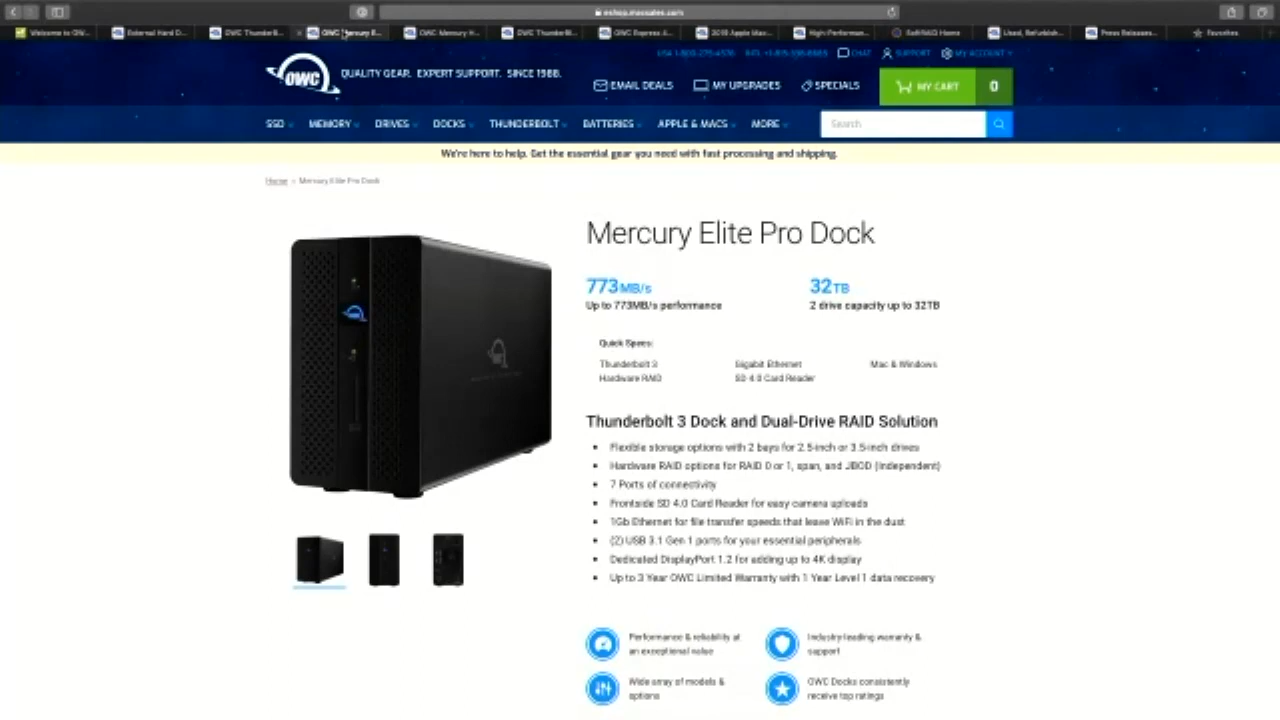 eshop.macsales.com
Welcome to OW... External Hard D... OWC Thunderb... OWC Mercury E... OWC Mercury H... OWC Thunderbl... OWC Express 4... 2019 Apple Mac... High-Performan... SoftRAID Home Used, Refurbish... Press Releases... Favorites
CHAT SUPPORT MY ACCOUNT
OWC
QUALITY GEAR. EXPERT SUPPORT. SINCE 1988.
EMAIL DEALS MY UPGRADES SPECIALS MY CART 0
SSD MEMORY DRIVES DOCKS THUNDERBOLT BATTERIES APPLE & MACS MORE Search
We're here to help. Get the essential gear you need with fast processing and shipping.
Home » Mercury Elite Pro Dock
Mercury Elite Pro Dock
773MB/s 32TB
Up to 773MB/s performance 2 drive capacity up to 32TB
Quick Specs:
Thunderbolt 3 Gigabit Ethernet Mac & Windows
Hardware RAID SD 4.0 Card Reader
Thunderbolt 3 Dock and Dual-Drive RAID Solution
• Flexible storage options with 2 bays for 2.5-inch or 3.5-inch drives
• Hardware RAID options for RAID 0 or 1, span, and JBOD (Independent)
• 7 Ports of connectivity
• Frontside SD 4.0 Card Reader for easy camera uploads
• 1Gb Ethernet for file transfer speeds that leave WiFi in the dust
• (2) USB 3.1 Gen 1 ports for your essential peripherals
• Dedicated DisplayPort 1.2 for adding up to 4K display
• Up to 3 Year OWC Limited Warranty with 1 Year Level 1 data recovery
Performance & reliability at
an exceptional value
Industry-leading warranty &
support
Wide array of models &
options
OWC Docks consistently
receive top ratings